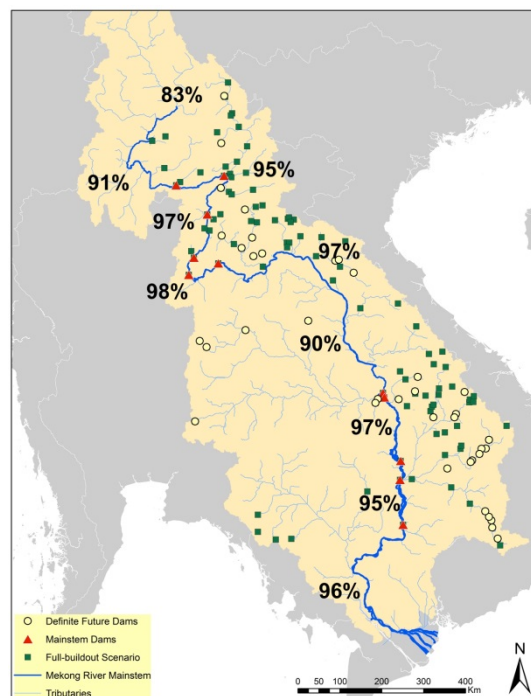 83%
91%
95%
97%
97%
98%
90%
97%
95%
96%
Definite Future Dams
Mainstem Dams
Full-buildout Scenario
Mekong River Mainstem
Tributaries
0 50 100 200 300 400
Km
N